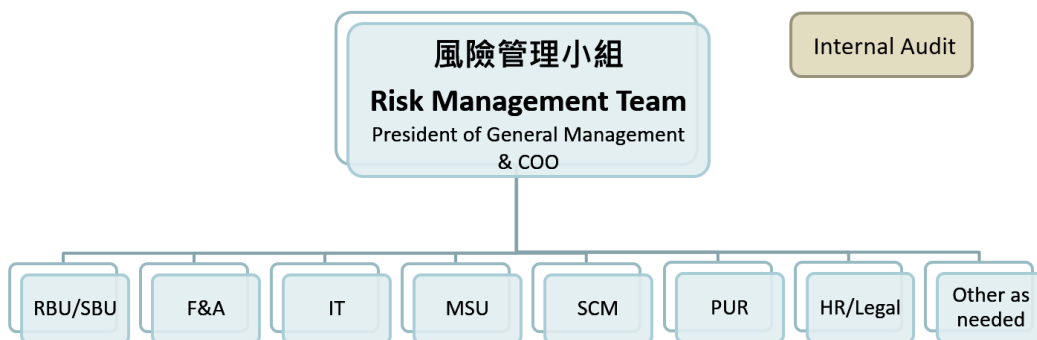 風險管理小組
Risk Management Team
President of General Management
& COO
Internal Audit
RBU/SBU
F&A
IT
MSU
SCM
PUR
HR/Legal
Other as
needed